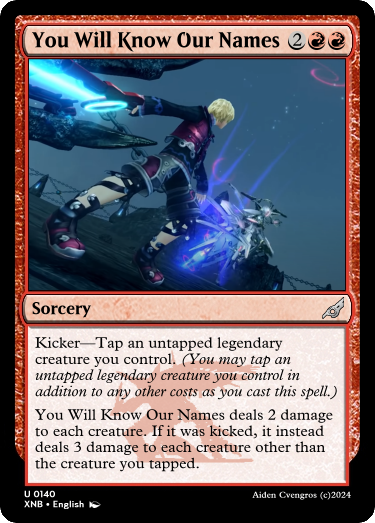 You Will Know Our Names 2
Sorcery
Kicker—Tap an untapped legendary
creature you control. (You may tap an
untapped legendary creature you control in
addition to any other costs as you cast this spell.)
You Will Know Our Names deals 2 damage
to each creature. If it was kicked, it instead
deals 3 damage to each creature other than
the creature you tapped.
U 0140
XNB • English Aiden Cvengros (c)2024